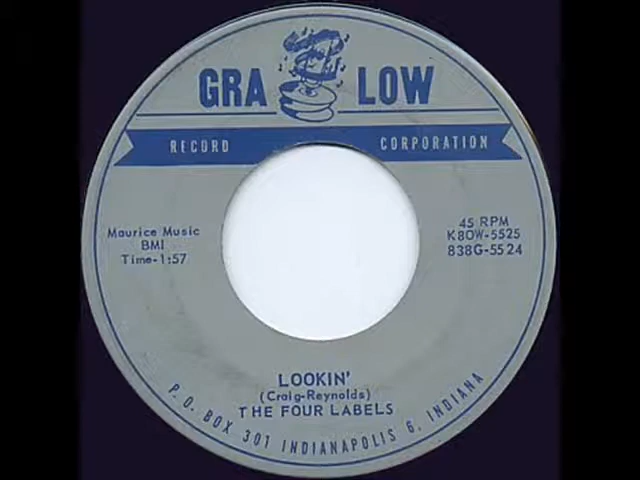 GRA LOW
RECORD CORPORATION
Maurice Music
BMI
Time-1:57
45 RPM
K8OW-5525
838G-5524
LOOKIN'
(Craig-Reynolds)
THE FOUR LABELS
P. O. BOX 301 INDIANAPOLIS 6, INDIANA